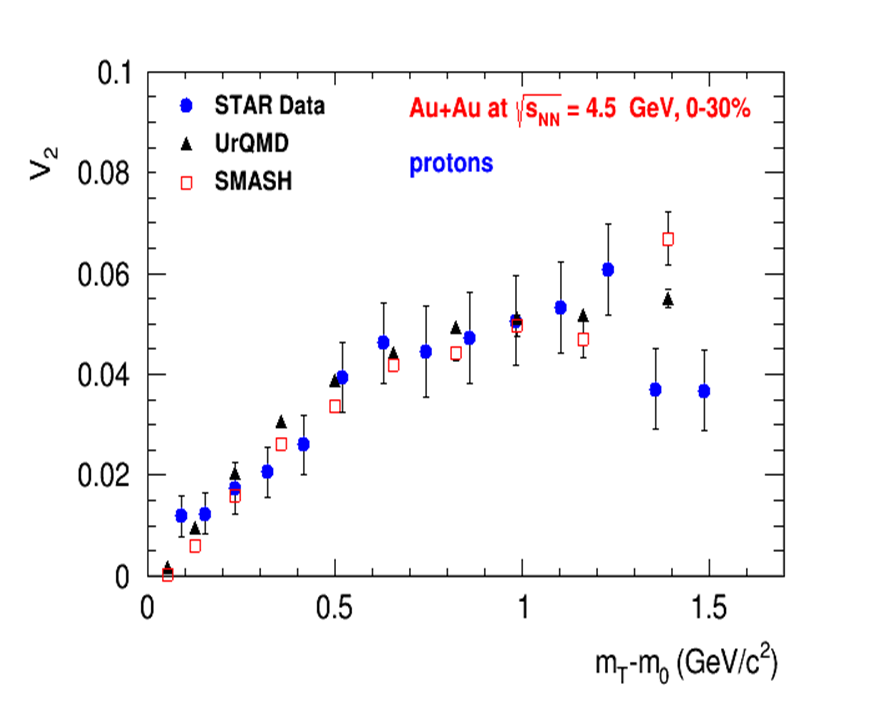 0.1
STAR Data
Au+Au at √sNN = 4.5 GeV, 0-30%
UrQMD
protons
SMASH
V2
0.08
0.06
0.04
0.02
0
0 0.5 1 1.5
mT-m0 (GeV/c²)